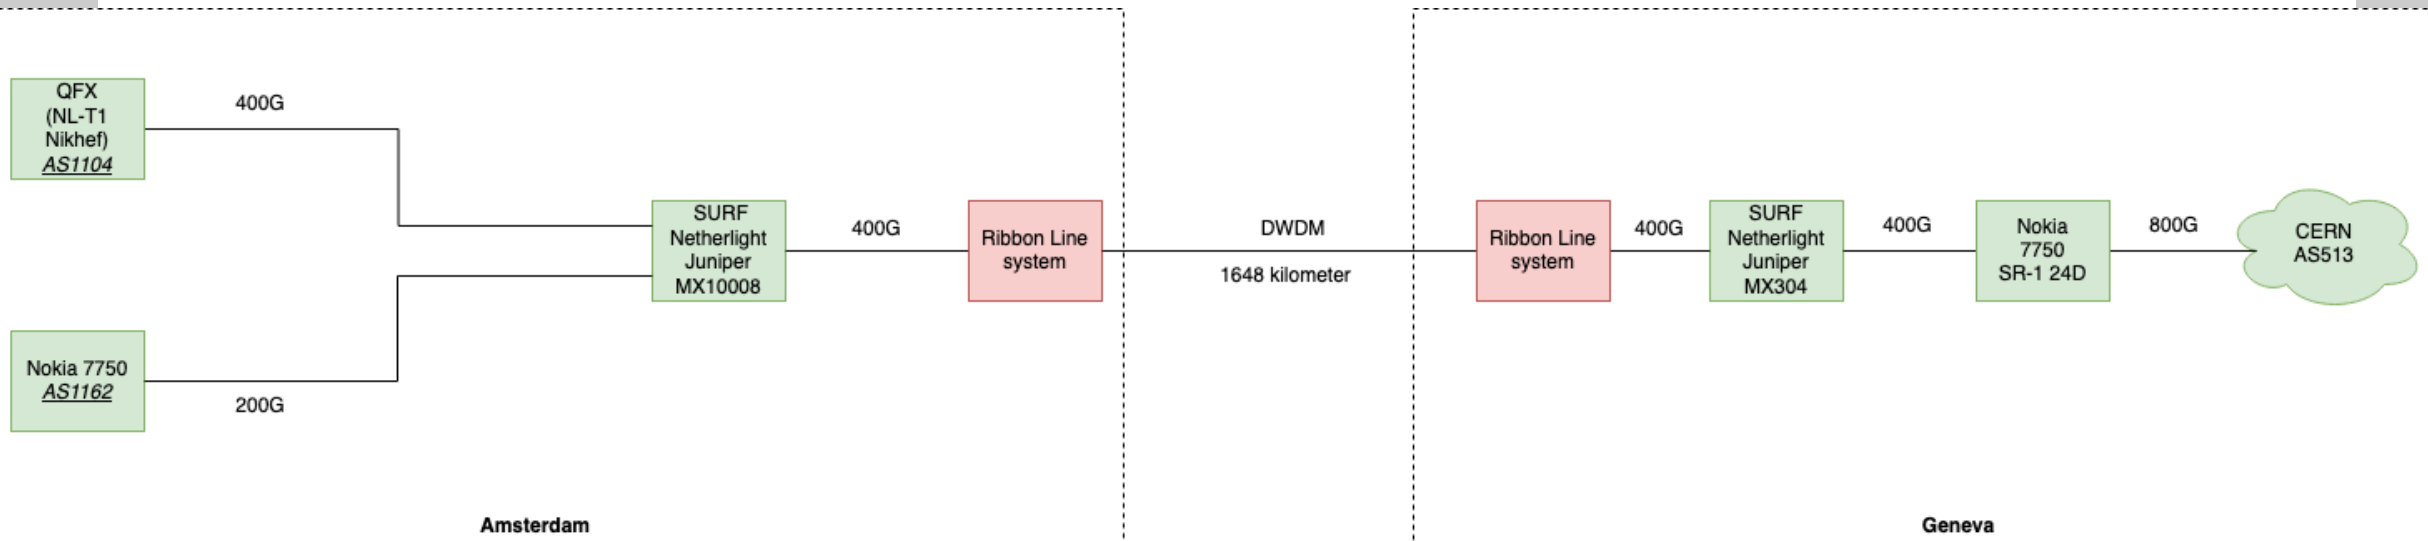 QFX
(NL-T1
Nikhef)
AS1104
400G
Nokia 7750
AS1162
200G
SURF
Netherlight
Juniper
MX10008
400G
Ribbon Line
system
DWDM
1648 kilometer
Ribbon Line
system
400G
SURF
Netherlight
Juniper
MX304
400G
Nokia
7750
SR-1 24D
800G
CERN
AS513
Amsterdam
Geneva